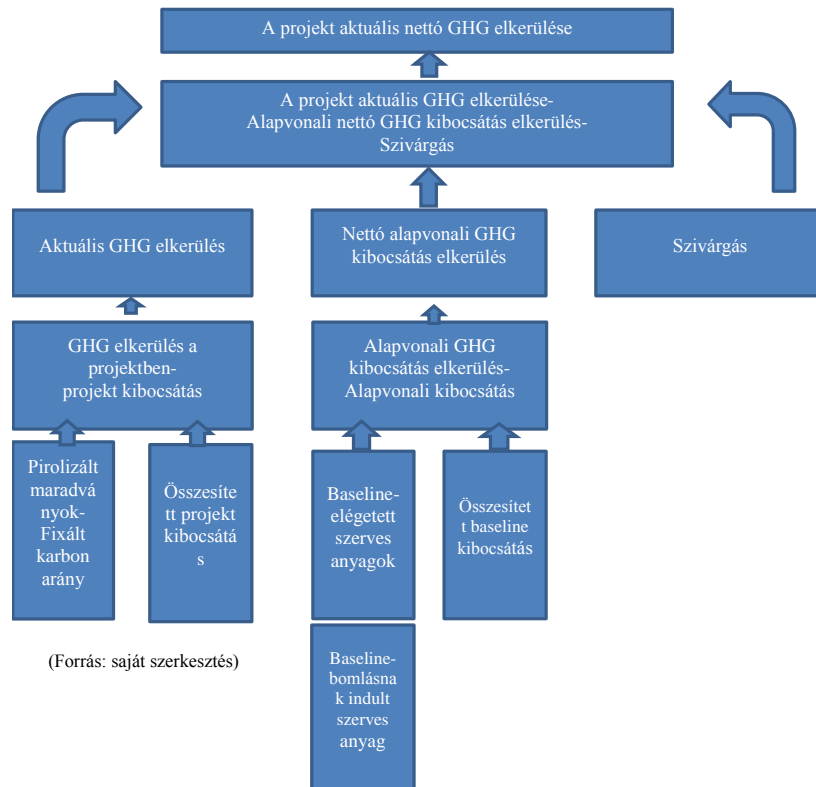 A projekt aktuális nettó GHG elkerülése
A projekt aktuális GHG elkerülése-
Alapvonali nettó GHG kibocsátás elkerülés-
Szivárgás
Aktuális GHG elkerülés
Nettó alapvonali GHG
kibocsátás elkerülés
Szivárgás
GHG elkerülés a
projektben-
projekt kibocsátás
Alapvonali GHG
kibocsátás elkerülés-
Alapvonali kibocsátás
Pirolizált
maradvá
nyok-
Fixált
karbon
arány
Összesíte
tt projekt
kibocsátá
s
Baseline-
elégetett
szerves
anyagok
Összesítet
t baseline
kibocsátás
(Forrás: saját szerkesztés)
Baseline-
bomlásna
k indult
szerves
anyag